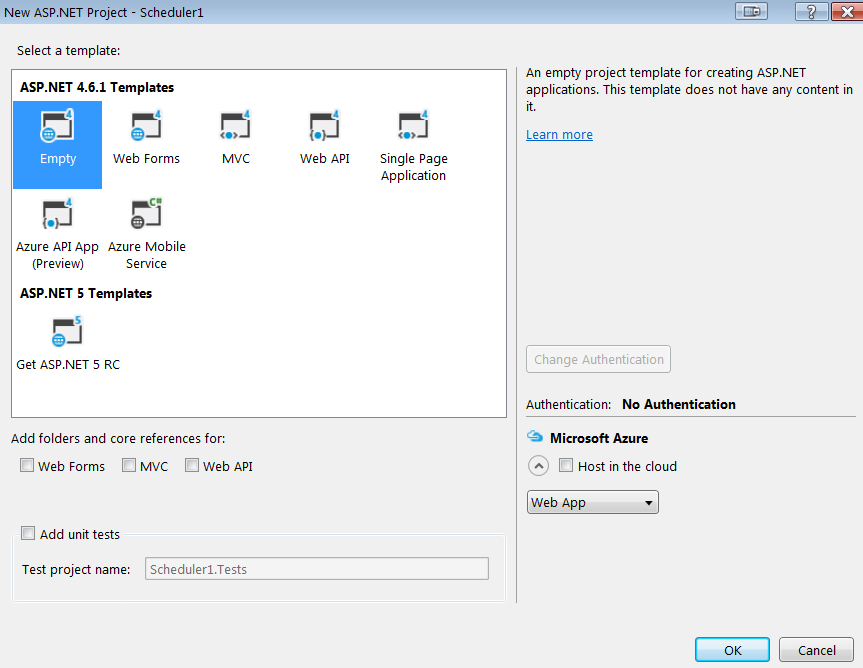 New ASP.NET Project - Scheduler1
Select a template:
ASP.NET 4.6.1 Templates
Empty
Web Forms
MVC
Web API
Single Page
Application
Azure API App
(Preview)
Azure Mobile
Service
ASP.NET 5 Templates
Get ASP.NET 5 RC
Add folders and core references for:
Web Forms MVC Web API
Add unit tests
Test project name: Scheduler1.Tests
An empty project template for creating ASP.NET
applications. This template does not have any content in
it.
Learn more
Change Authentication
Authentication: No Authentication
Microsoft Azure
Host in the cloud
Web App
OK Cancel